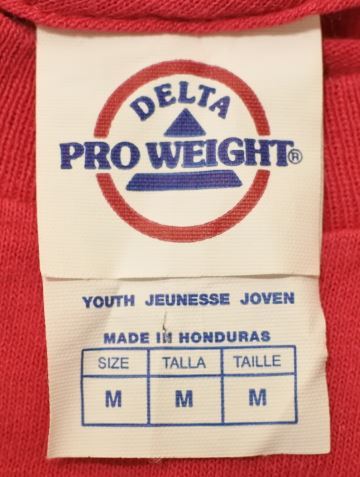 DELTA
PRO WEIGHT®
YOUTH JEUNESSE JOVEN
MADE IN HONDURAS
SIZE TALLA TAILLE
M M M